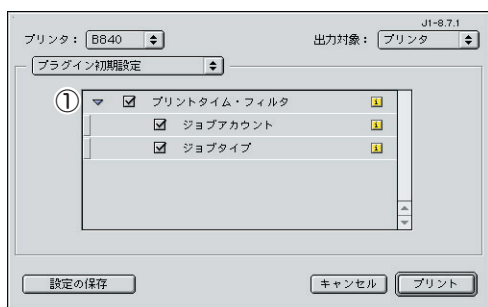 J1-8.7.1
プリンタ： B840 出力対象： プリンタ
プラグイン初期設定
① プリントタイム・フィルタ
ジョブアカウント
ジョブタイプ
設定の保存 キャンセル プリント